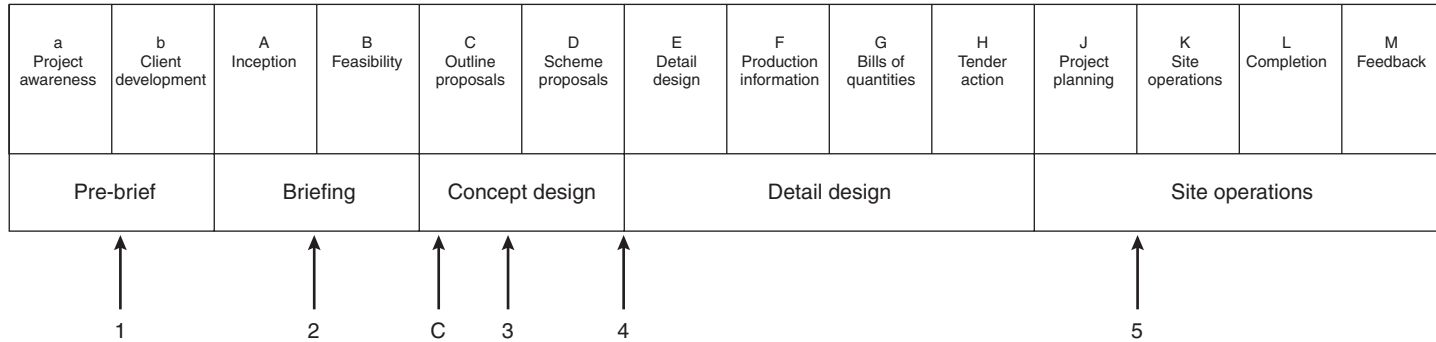 a
Project
awareness
b
Client
development
A
Inception
B
Feasibility
C
Outline
proposals
D
Scheme
proposals
E
Detail
design
F
Production
information
G
Bills of
quantities
H
Tender
action
J
Project
planning
K
Site
operations
L
Completion
M
Feedback
Pre-brief
Briefing
Concept design
Detail design
Site operations
1
2
C
3
4
5